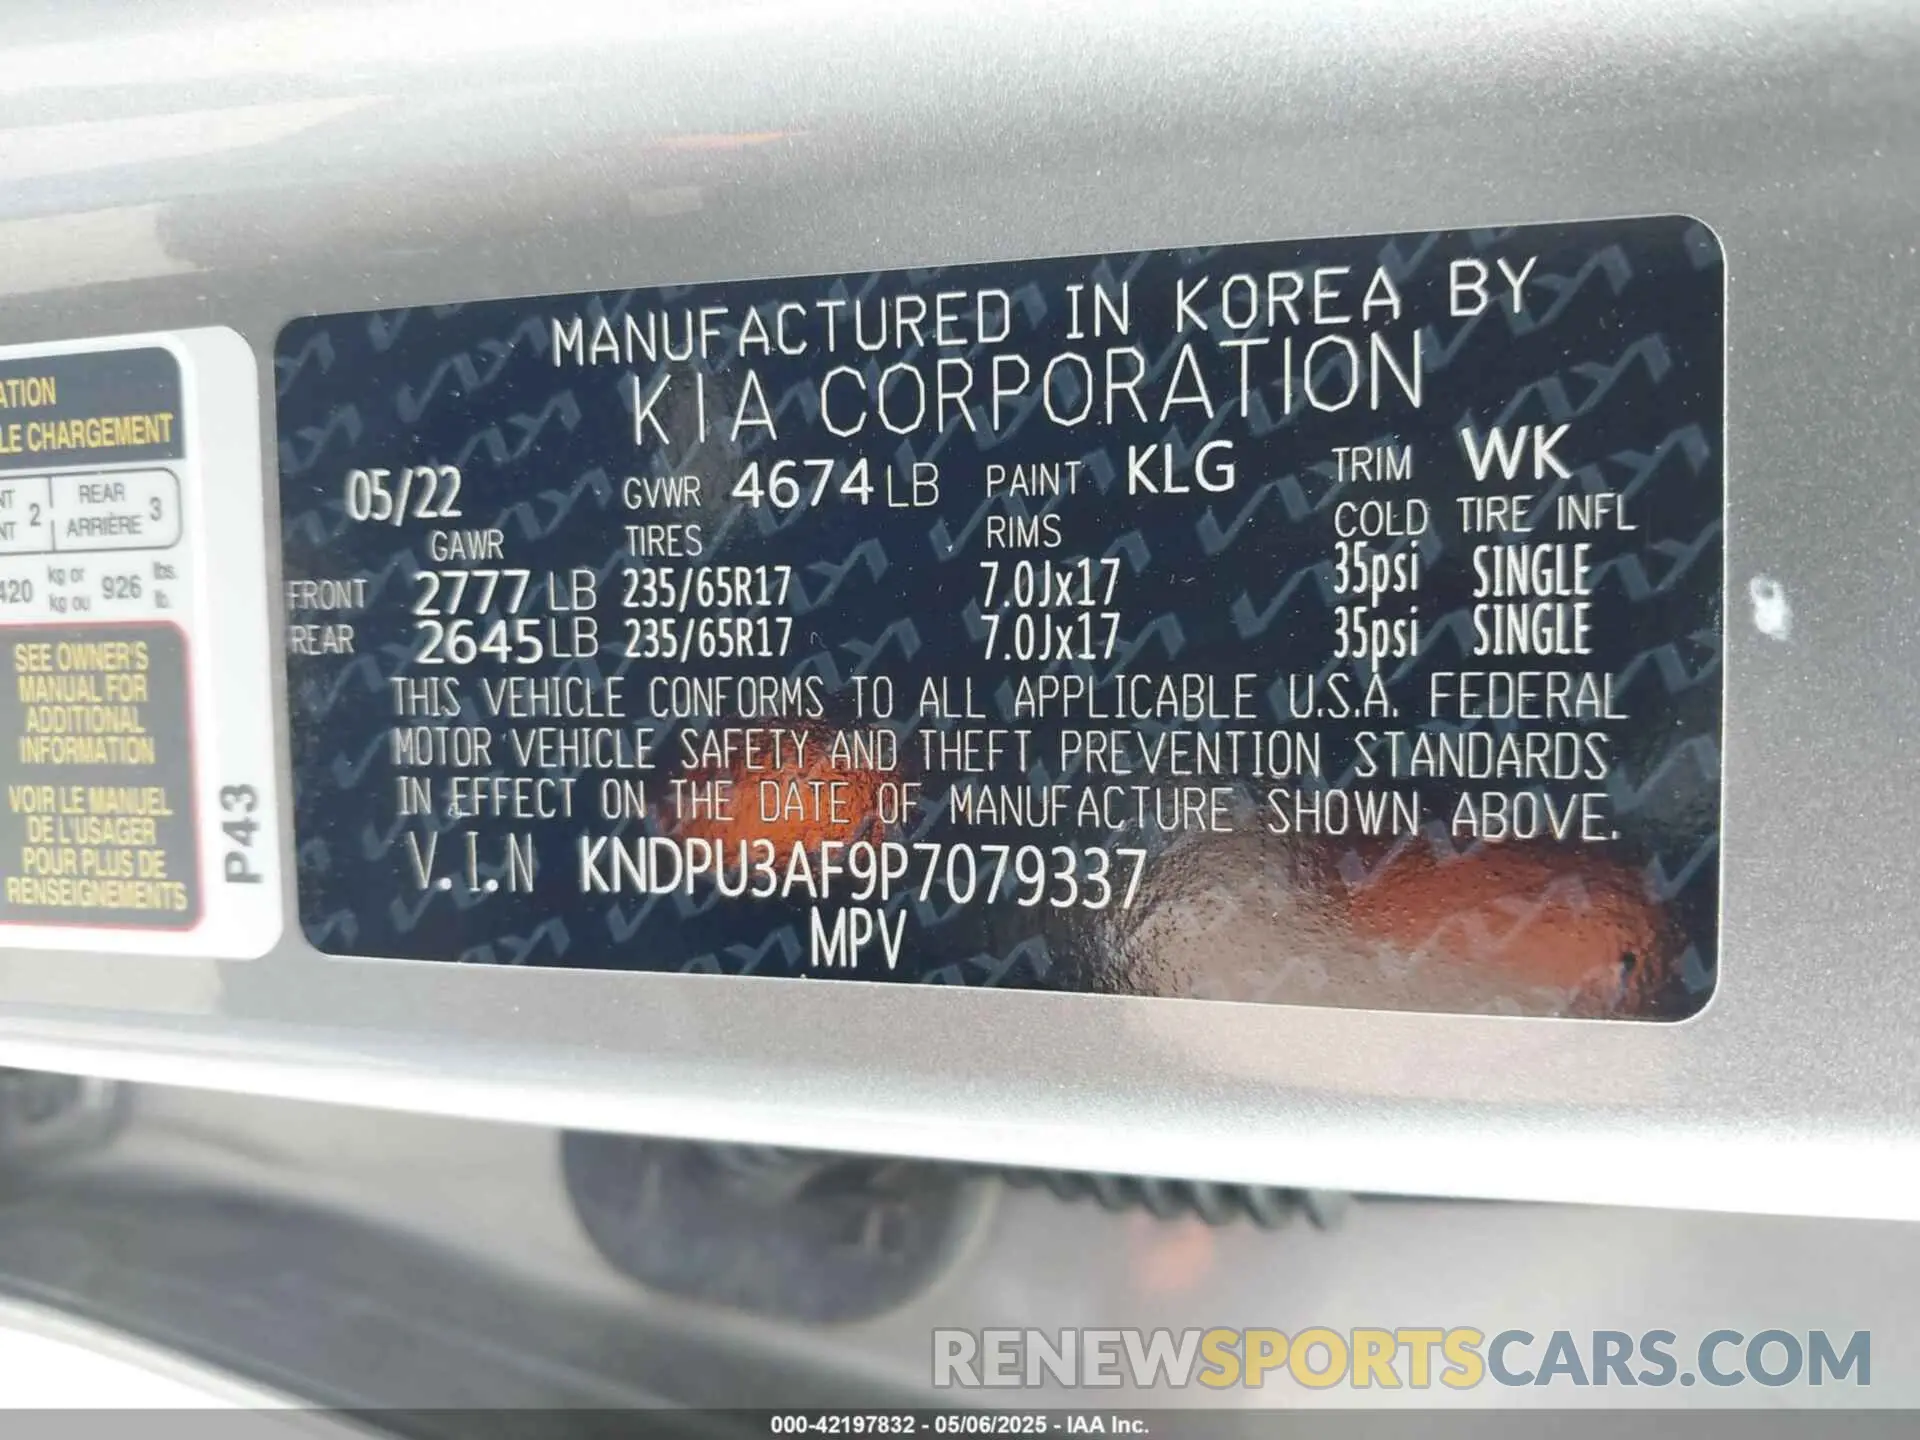 MANUFACTURED IN KOREA BY
KIA CORPORATION
05/22 GVWR 4674 LB PAINT KLG TRIM WK
GAWR TIRES RIMS COLD TIRE INFL
FRONT 2777 LB 235/65R17 7.0Jx17 35psi SINGLE
REAR 2645 LB 235/65R17 7.0Jx17 35psi SINGLE
THIS VEHICLE CONFORMS TO ALL APPLICABLE U.S.A. FEDERAL
MOTOR VEHICLE SAFETY AND THEFT PREVENTION STANDARDS
IN EFFECT ON THE DATE OF MANUFACTURE SHOWN ABOVE.
V.I.N KNDPU3AF9P7079337
MPV
ATION
LE CHARGEMENT
NT 2 REAR 3
NT ARRIÈRE
420 kg or 926 lbs.
kg ou lb.
SEE OWNER'S
MANUAL FOR
ADDITIONAL
INFORMATION
VOIR LE MANUEL
DE L'USAGER
POUR PLUS DE
RENSEIGNEMENTS
P43
RENEWSPORTSCARS.COM
000-42197832 - 05/06/2025 - IAA Inc.